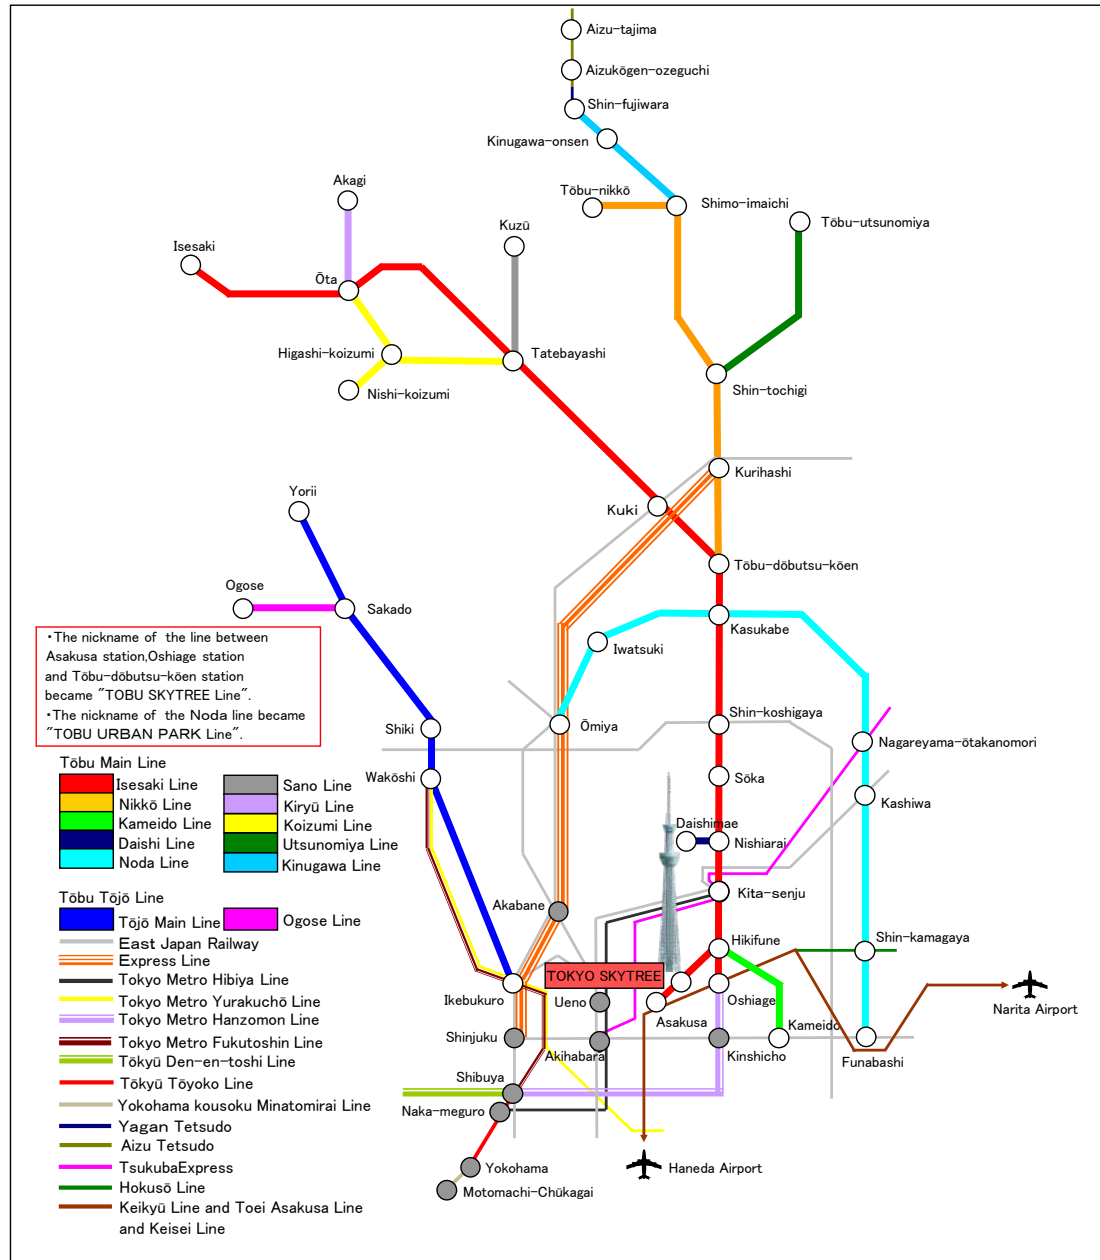 Aizu-tajima
Aizukōgen-ozeguchi
Shin-fujiwara
Kinugawa-onsen
Akagi
Tōbu-nikkō
Shimo-imaichi
Kuzū
Tōbu-utsunomiya
Isesaki
Ōta
Higashi-koizumi
Tatebayashi
Nishi-koizumi
Shin-tochigi
Kurihashi
Yorii
Kuki
Tōbu-dōbutsu-kōen
Ogose
Sakado
Kasukabe
Iwatsuki
・The nickname of the line between
Asakusa station,Oshiage station
and Tōbu-dōbutsu-kōen station
became "TOBU SKYTREE Line".
・The nickname of the Noda line became
"TOBU URBAN PARK Line".
Shiki
Ōmiya
Shin-koshigaya
Nagareyama-ōtakanomori
Wakōshi
Sōka
Kashiwa
Daishimae
Nishiarai
Kita-senju
Akabane
Hikifune
Shin-kamagaya
TOKYO SKYTREE
Ikebukuro
Ueno
Oshiage
Asakusa
Narita Airport
Shinjuku
Akihabara
Kinshicho
Kameido
Funabashi
Shibuya
Naka-meguro
Yokohama
Haneda Airport
Motomachi-Chūkagai
Tōbu Main Line
Isesaki Line
Nikkō Line
Kameido Line
Daishi Line
Noda Line
Sano Line
Kiryū Line
Koizumi Line
Utsunomiya Line
Kinugawa Line
Tōbu Tōjō Line
Tōjō Main Line
Ogose Line
East Japan Railway
Express Line
Tokyo Metro Hibiya Line
Tokyo Metro Yurakuchō Line
Tokyo Metro Hanzomon Line
Tokyo Metro Fukutoshin Line
Tōkyū Den-en-toshi Line
Tōkyū Tōyoko Line
Yokohama kousoku Minatomirai Line
Yagan Tetsudo
Aizu Tetsudo
TsukubaExpress
Hokusō Line
Keikyū Line and Toei Asakusa Line
and Keisei Line